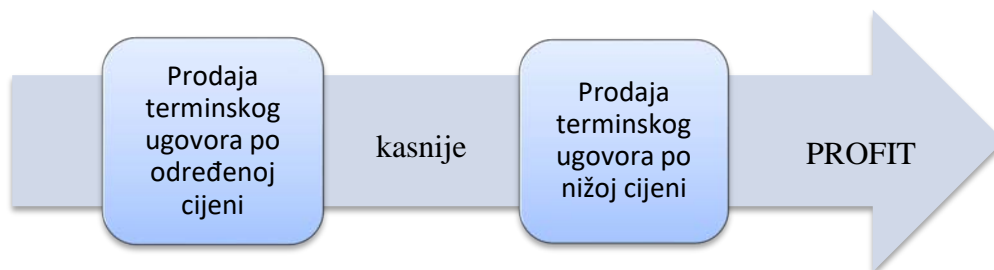 Prodaja
terminskog
ugovora po
određenoj
cijeni
kasnije
Prodaja
terminskog
ugovora po
nižoj cijeni
PROFIT